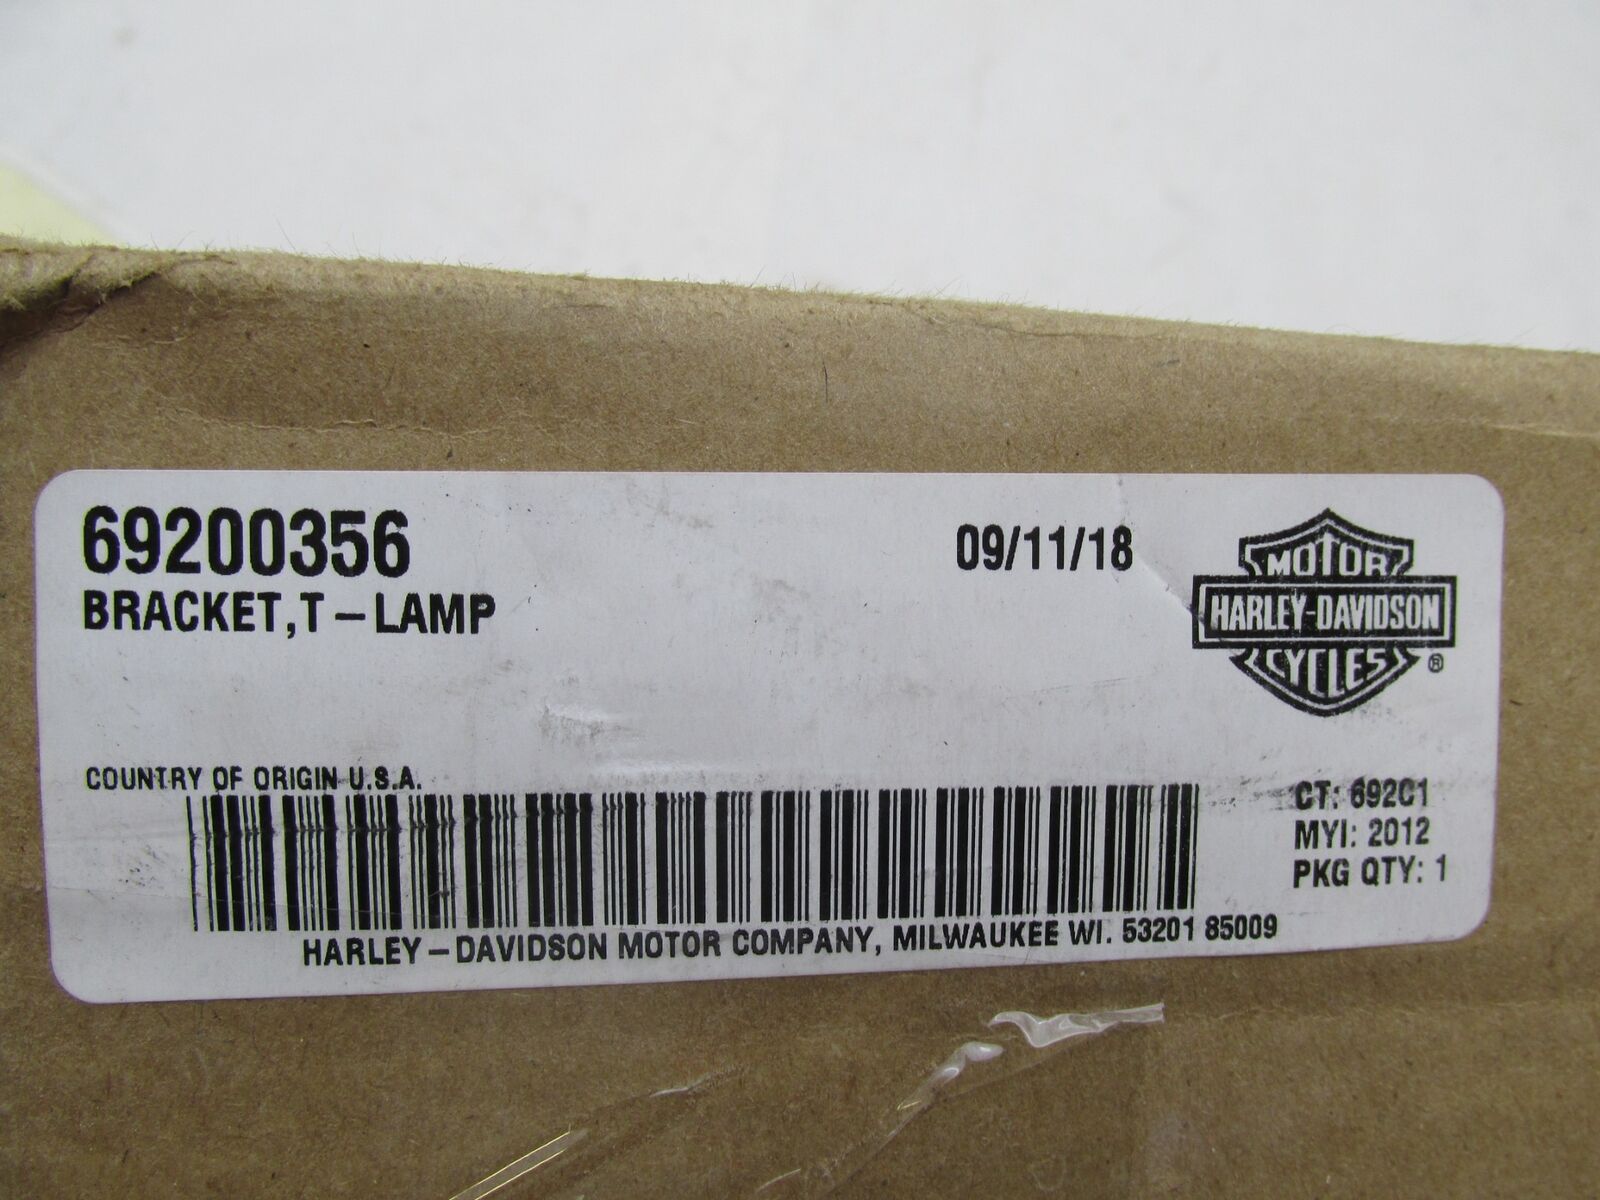 69200356
BRACKET,T-LAMP
09/11/18
MOTOR
HARLEY-DAVIDSON
CYCLES
®
COUNTRY OF ORIGIN U.S.A.
CT: 692C1
MYI: 2012
PKG QTY: 1
HARLEY-DAVIDSON MOTOR COMPANY, MILWAUKEE WI. 53201 85009